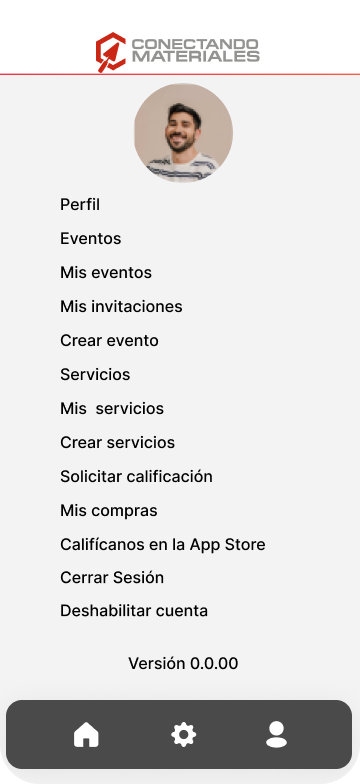 CONECTANDO
MATERIALES
Perfil
Eventos
Mis eventos
Mis invitaciones
Crear evento
Servicios
Mis  servicios
Crear servicios
Solicitar calificación
Mis compras
Califícanos en la App Store
Cerrar Sesión
Deshabilitar cuenta
Versión 0.0.00